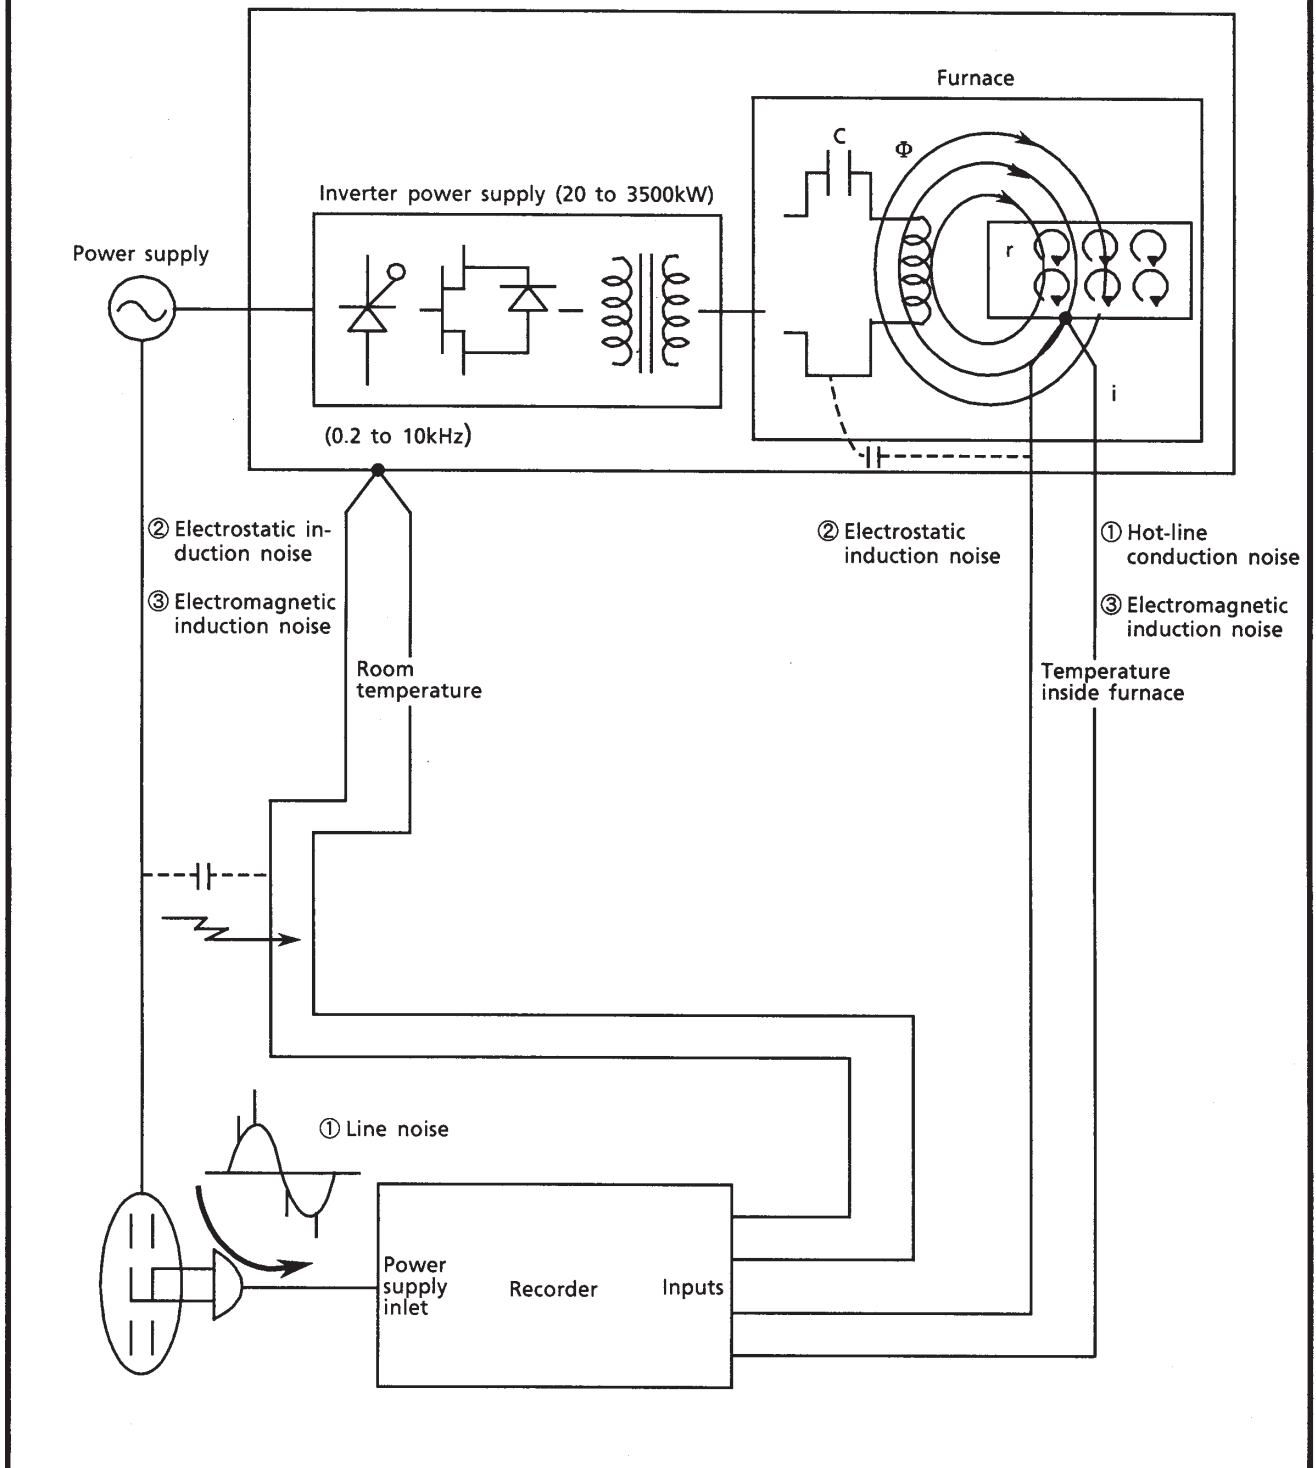 Furnace
C
Φ
Inverter power supply (20 to 3500kW)
Power supply
r
i
(0.2 to 10kHz)
② Electrostatic in-
duction noise
③ Electromagnetic
induction noise
② Electrostatic
induction noise
① Hot-line
conduction noise
③ Electromagnetic
induction noise
Room
temperature
Temperature
inside furnace
① Line noise
Power
supply
inlet
Recorder
Inputs